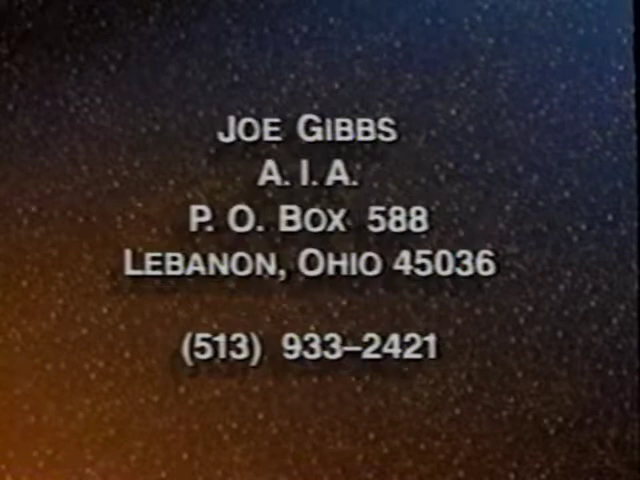 JOE GIBBS
A. I. A.
P. O. BOX 588
LEBANON, OHIO 45036
(513) 933–2421